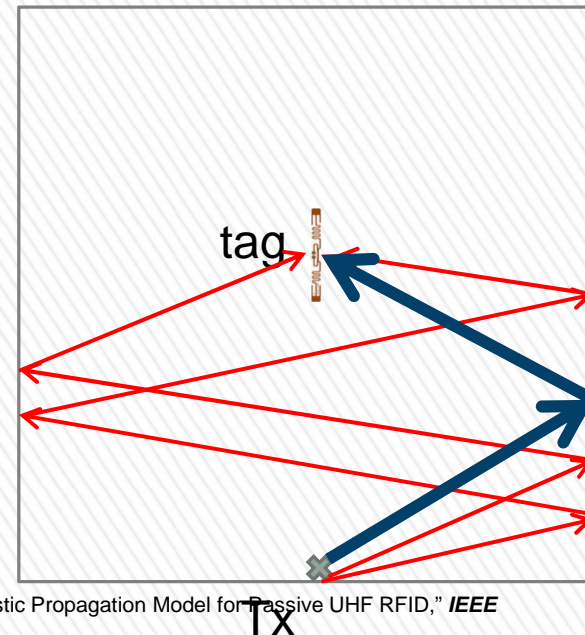 tag
stic Propagation Model for Passive UHF RFID,” IEEE
Tx